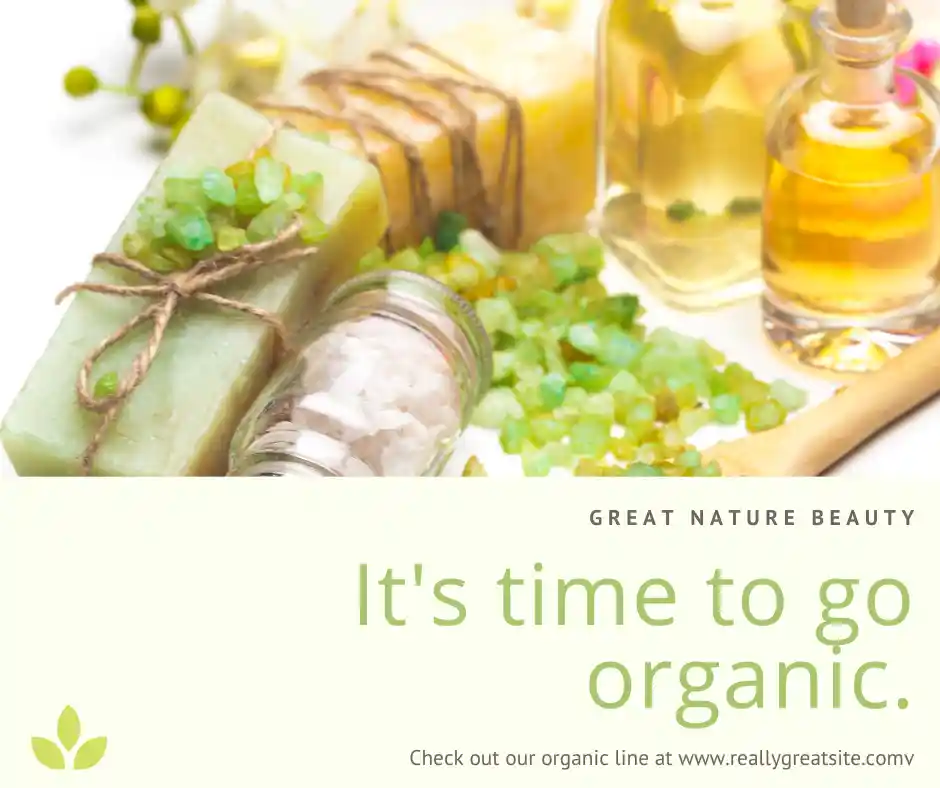 GREAT NATURE BEAUTY
It's time to go
organic.
Check out our organic line at www.reallygreatsite.comv